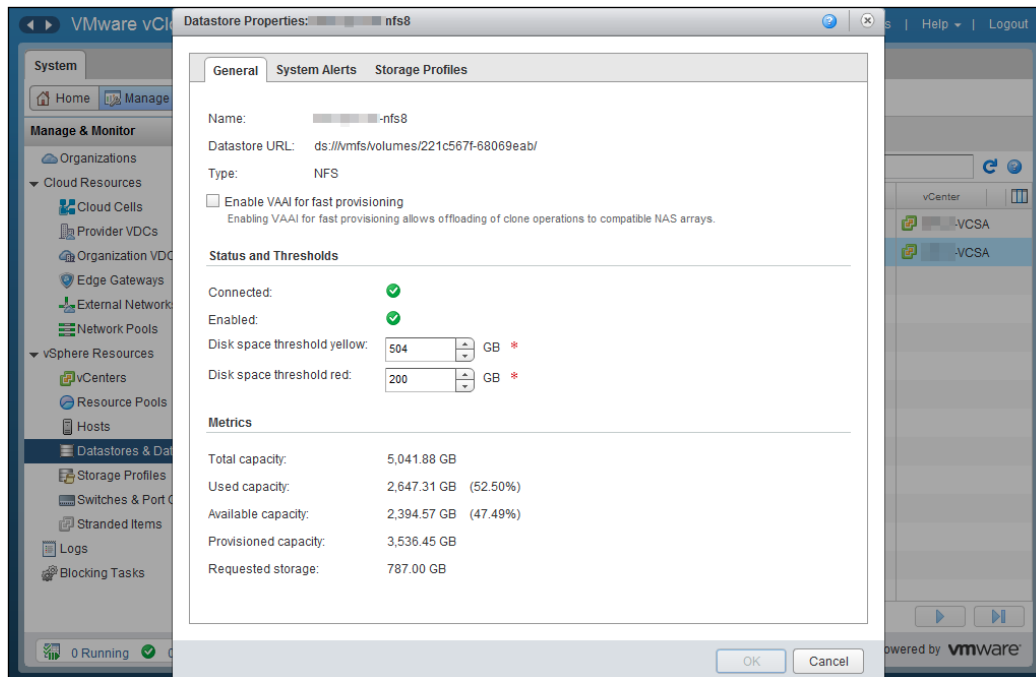 VMware vClo
s | Help | Logout
System
Home Manage
Manage & Monitor
Organizations
Cloud Resources
Cloud Cells
Provider VDCs
Organization VDC
Edge Gateways
External Network
Network Pools
vSphere Resources
vCenters
Resource Pools
Hosts
Datastores & Dat
Storage Profiles
Switches & Port
Stranded Items
Logs
Blocking Tasks
0 Running
Datastore Properties: nfs8
General System Alerts Storage Profiles
Name: -nfs8
Datastore URL: ds:///vmfs/volumes/221c567f-68069eab/
Type: NFS
Enable VAAI for fast provisioning
Enabling VAAI for fast provisioning allows offloading of clone operations to compatible NAS arrays.
Status and Thresholds
Connected:
Enabled:
Disk space threshold yellow: 504 GB *
Disk space threshold red: 200 GB *
Metrics
Total capacity: 5,041.88 GB
Used capacity: 2,647.31 GB (52.50%)
Available capacity: 2,394.57 GB (47.49%)
Provisioned capacity: 3,536.45 GB
Requested storage: 787.00 GB
OK Cancel
vCenter
-VCSA
-VCSA
owered by vmware